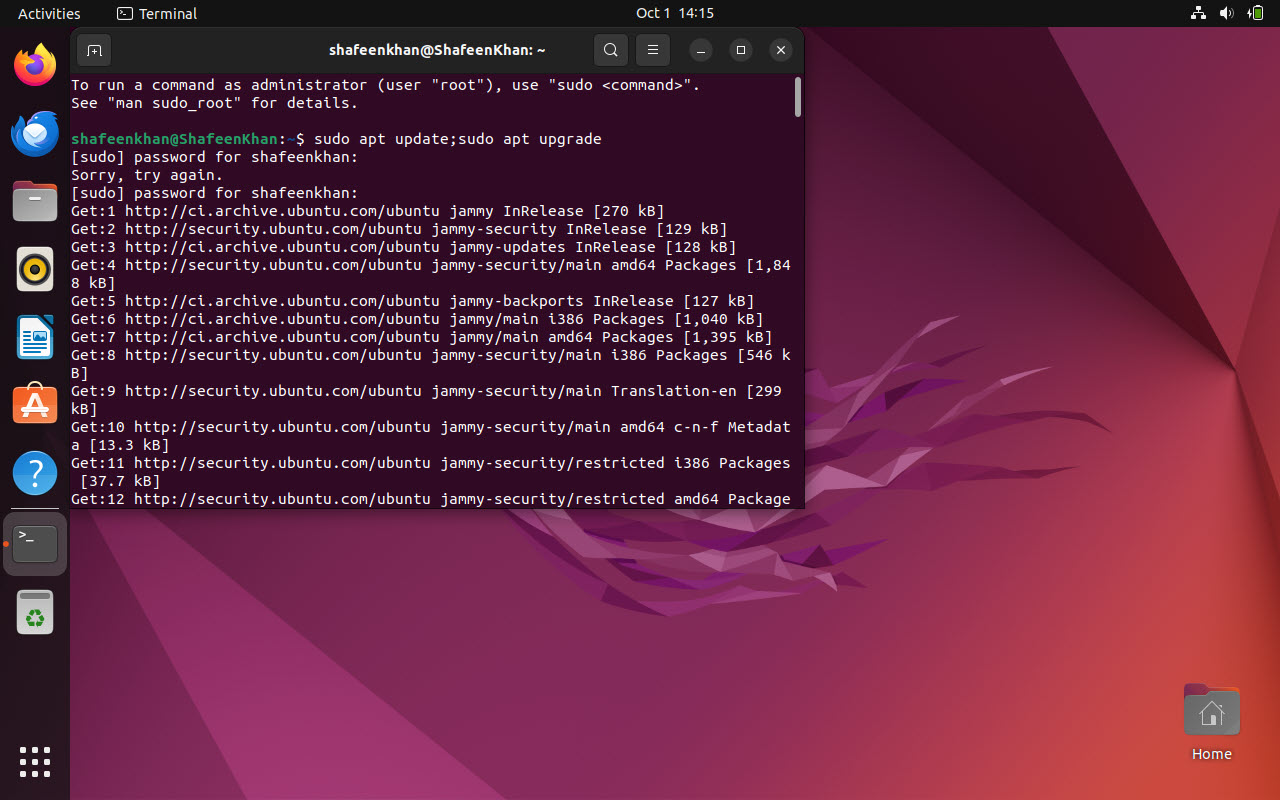 Activities
Terminal
Oct 1 14:15
shafeenkhan@ShafeenKhan: ~
To run a command as administrator (user "root"), use "sudo <command>".
See "man sudo_root" for details.
shafeenkhan@ShafeenKhan:~$ sudo apt update;sudo apt upgrade
[sudo] password for shafeenkhan:
Sorry, try again.
[sudo] password for shafeenkhan:
Get:1 http://ci.archive.ubuntu.com/ubuntu jammy InRelease [270 kB]
Get:2 http://security.ubuntu.com/ubuntu jammy-security InRelease [129 kB]
Get:3 http://ci.archive.ubuntu.com/ubuntu jammy-updates InRelease [128 kB]
Get:4 http://security.ubuntu.com/ubuntu jammy-security/main amd64 Packages [1,84
8 kB]
Get:5 http://ci.archive.ubuntu.com/ubuntu jammy-backports InRelease [127 kB]
Get:6 http://ci.archive.ubuntu.com/ubuntu jammy/main i386 Packages [1,040 kB]
Get:7 http://ci.archive.ubuntu.com/ubuntu jammy/main amd64 Packages [1,395 kB]
Get:8 http://security.ubuntu.com/ubuntu jammy-security/main i386 Packages [546 k
B]
Get:9 http://security.ubuntu.com/ubuntu jammy-security/main Translation-en [299
kB]
Get:10 http://security.ubuntu.com/ubuntu jammy-security/main amd64 c-n-f Metadat
a [13.3 kB]
Get:11 http://security.ubuntu.com/ubuntu jammy-security/restricted i386 Packages
[37.7 kB]
Get:12 http://security.ubuntu.com/ubuntu jammy-security/restricted amd64 Package
Home